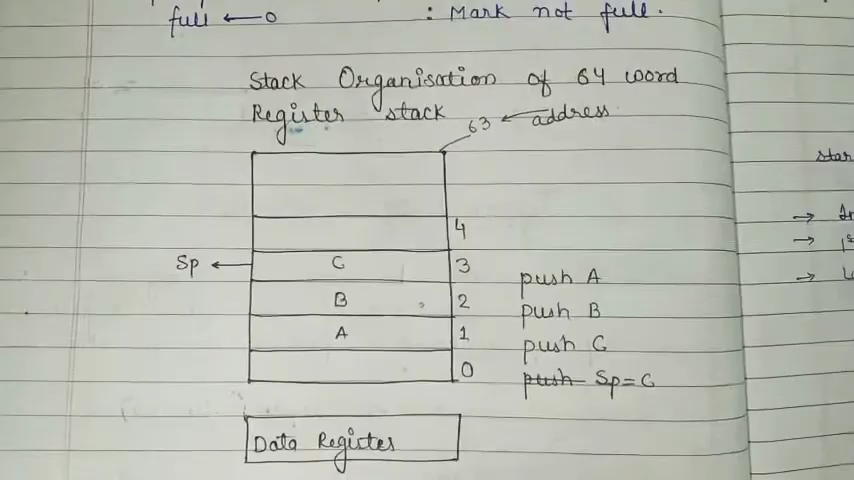 full ← 0 : Mark not full.
Stack Organisation of 64 word
Register stack
63 ← address
4
Sp ← C 3
B 2
A 1
0
push A
push B
push C
push Sp=C
Data Register